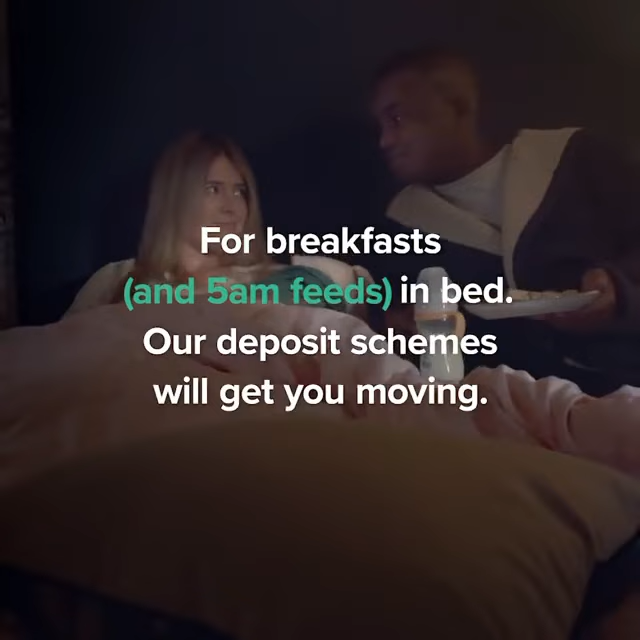 For breakfasts
(and 5am feeds) in bed.
Our deposit schemes
will get you moving.